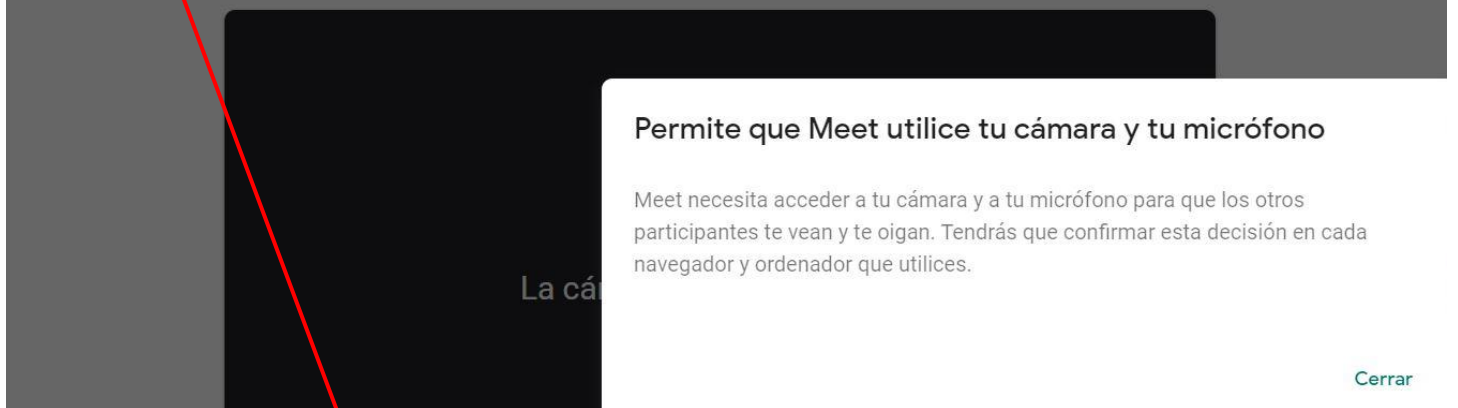 Permite que Meet utilice tu cámara y tu micrófono
Meet necesita acceder a tu cámara y a tu micrófono para que los otros
participantes te vean y te oigan. Tendrás que confirmar esta decisión en cada
navegador y ordenador que utilices.
La
Cerrar